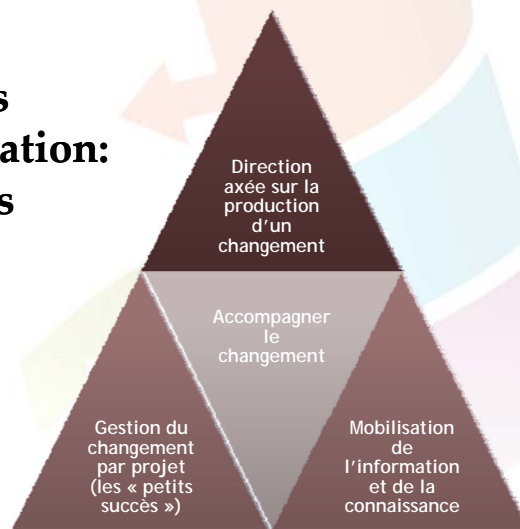 s
ation:
s
Direction
axée sur la
production
d'un
changement
Accompagner
le
changement
Gestion du
changement
par projet
(les « petits
succès »)
Mobilisation
de
l'information
et de la
connaissance